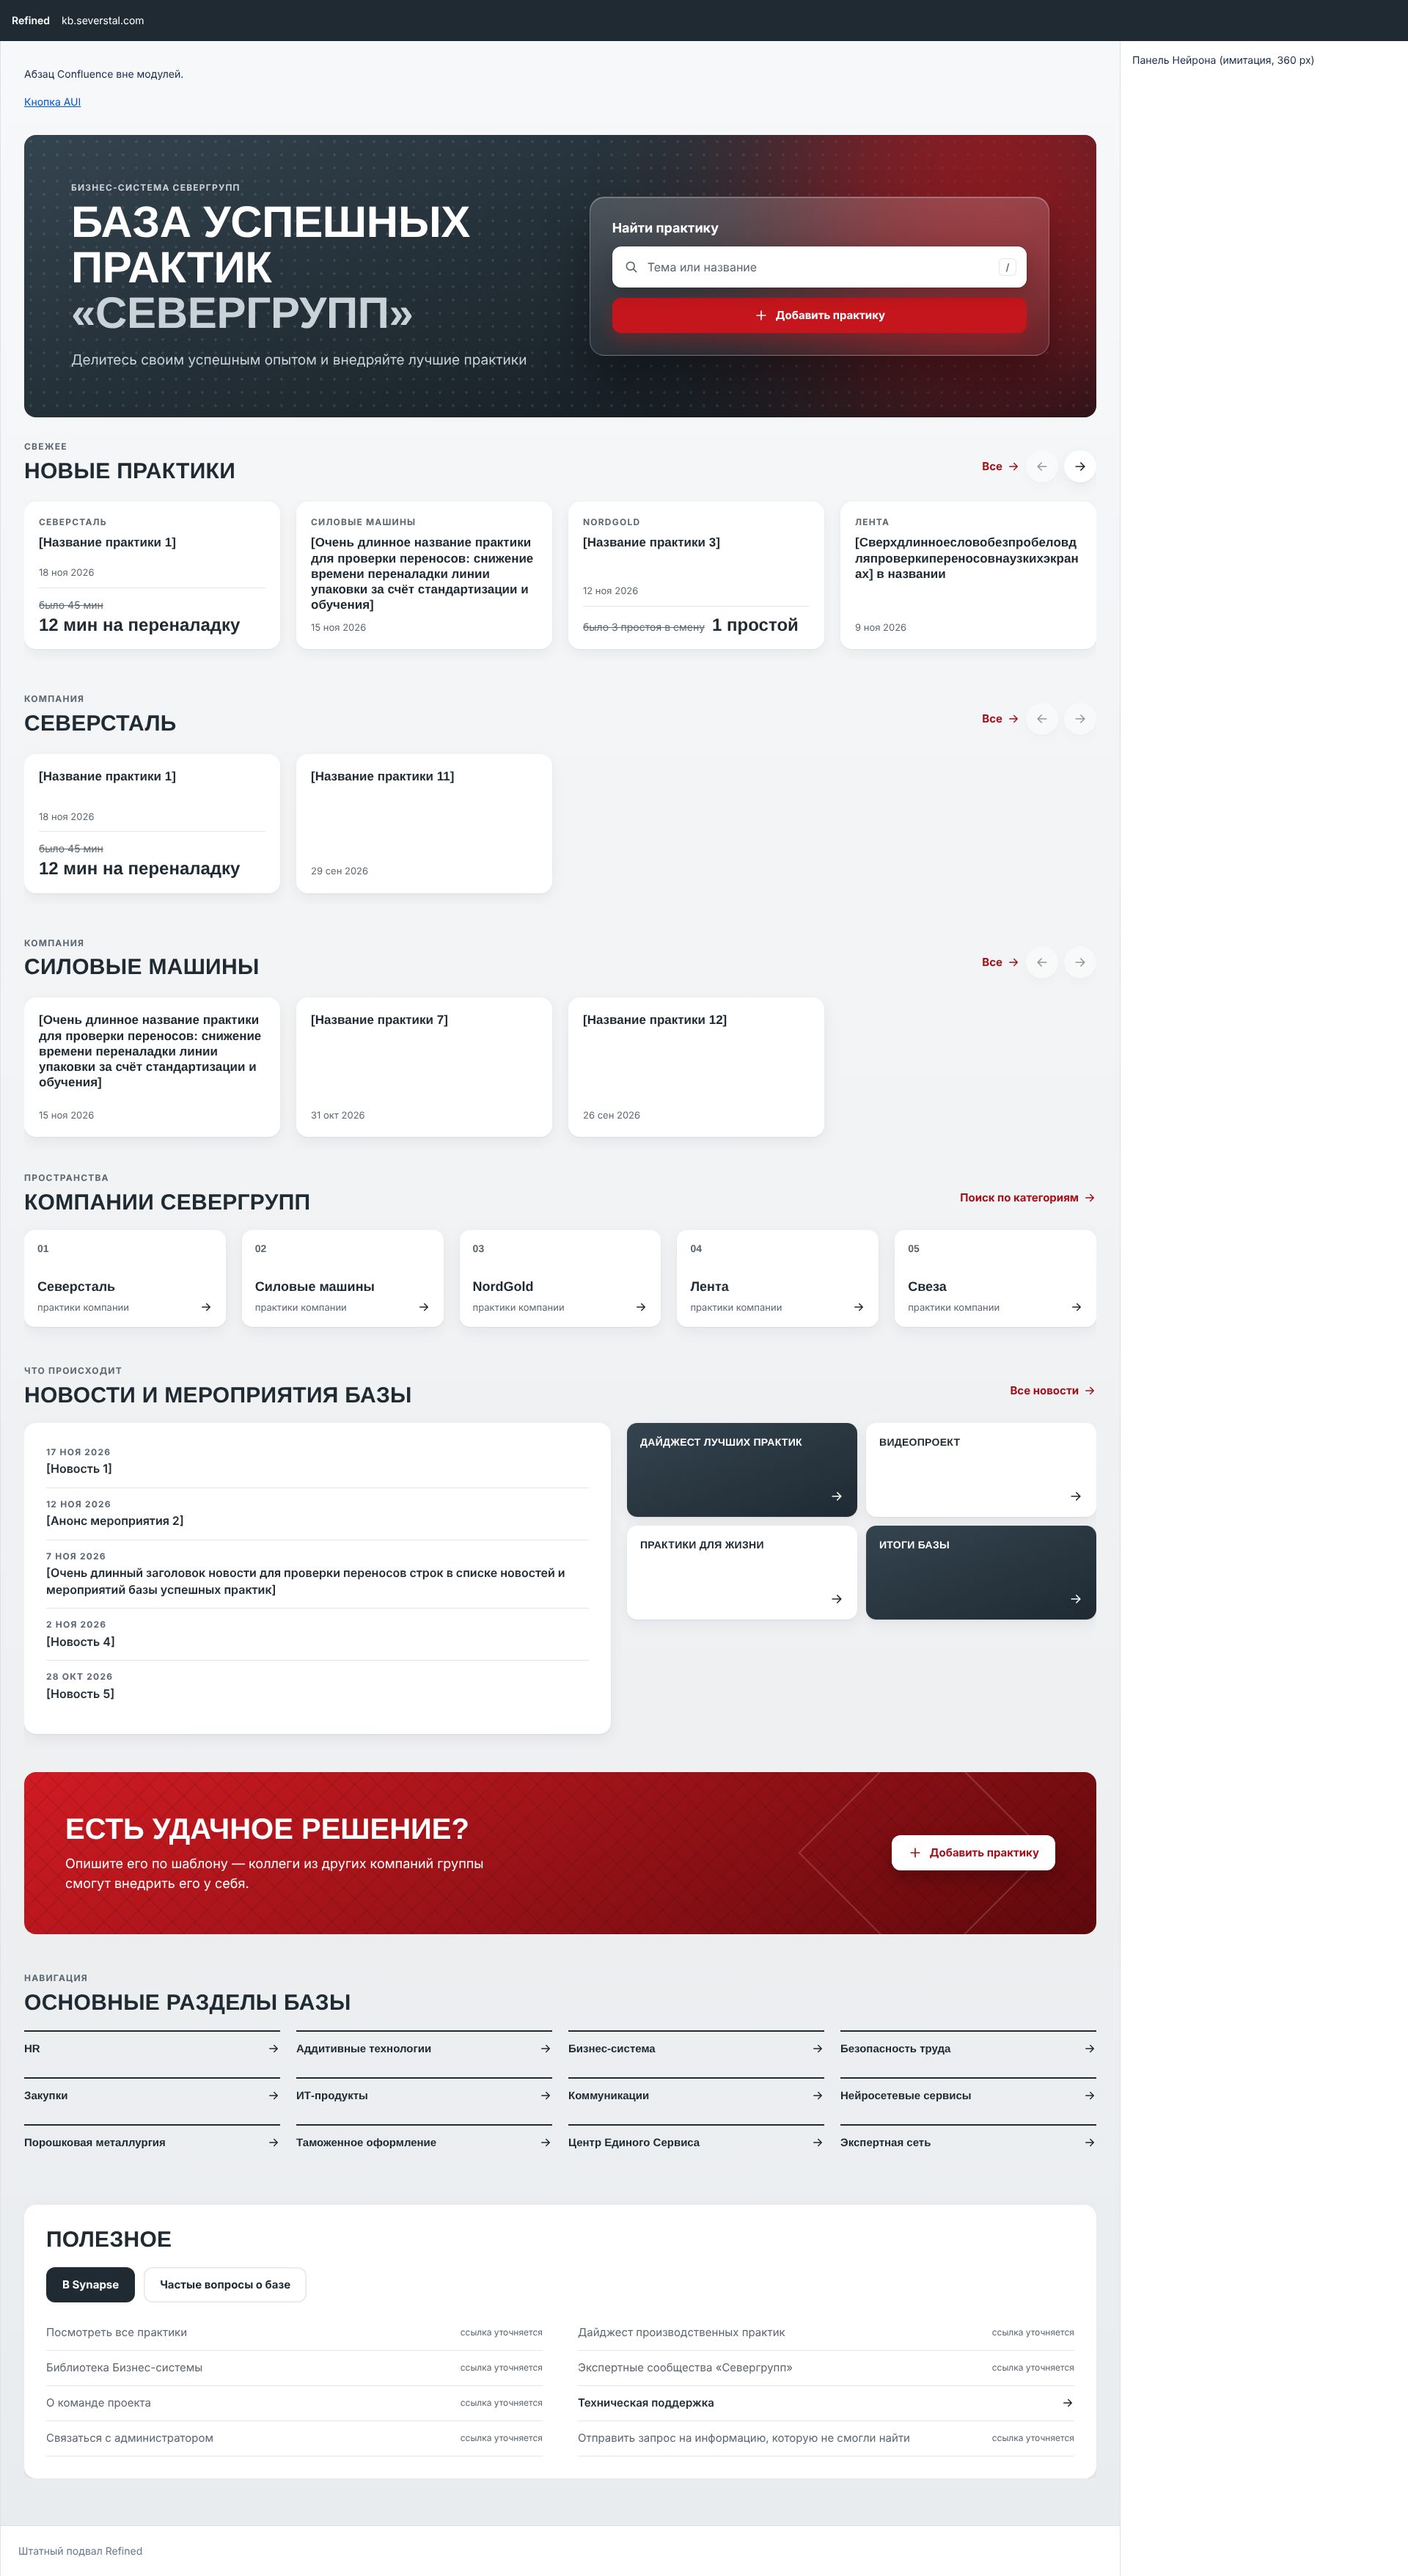 Refined kb.severstal.com
Панель Нейрона (имитация, 360 px)
Абзац Confluence вне модулей.
Кнопка AUI
БИЗНЕС-СИСТЕМА СЕВЕРГРУПП
БАЗА УСПЕШНЫХ
ПРАКТИК
«СЕВЕРГРУПП»
Делитесь своим успешным опытом и внедряйте лучшие практики
Найти практику
Тема или название /
+ Добавить практику
СВЕЖЕЕ
НОВЫЕ ПРАКТИКИ
Все → ← →
СЕВЕРСТАЛЬ
[Название практики 1]
18 ноя 2026
было 45 мин
12 мин на переналадку
СИЛОВЫЕ МАШИНЫ
[Очень длинное название практики
для проверки переносов: снижение
времени переналадки линии
упаковки за счёт стандартизации и
обучения]
15 ноя 2026
NORDGOLD
[Название практики 3]
12 ноя 2026
было 3 простоя в смену 1 простой
ЛЕНТА
[Сверхдлинноесловобезпробеловд
ляпроверкипереносовнаузкихэкран
ах] в названии
9 ноя 2026
КОМПАНИЯ
СЕВЕРСТАЛЬ
Все → ← →
[Название практики 1]
18 ноя 2026
было 45 мин
12 мин на переналадку
[Название практики 11]
29 сен 2026
КОМПАНИЯ
СИЛОВЫЕ МАШИНЫ
Все → ← →
[Очень длинное название практики
для проверки переносов: снижение
времени переналадки линии
упаковки за счёт стандартизации и
обучения]
15 ноя 2026
[Название практики 7]
31 окт 2026
[Название практики 12]
26 сен 2026
ПРОСТРАНСТВА
КОМПАНИИ СЕВЕРГРУПП
Поиск по категориям →
01
Северсталь
практики компании →
02
Силовые машины
практики компании →
03
NordGold
практики компании →
04
Лента
практики компании →
05
Свеза
практики компании →
ЧТО ПРОИСХОДИТ
НОВОСТИ И МЕРОПРИЯТИЯ БАЗЫ
Все новости →
17 НОЯ 2026
[Новость 1]
12 НОЯ 2026
[Анонс мероприятия 2]
7 НОЯ 2026
[Очень длинный заголовок новости для проверки переносов строк в списке новостей и
мероприятий базы успешных практик]
2 НОЯ 2026
[Новость 4]
28 ОКТ 2026
[Новость 5]
ДАЙДЖЕСТ ЛУЧШИХ ПРАКТИК
→
ВИДЕОПРОЕКТ
→
ПРАКТИКИ ДЛЯ ЖИЗНИ
→
ИТОГИ БАЗЫ
→
ЕСТЬ УДАЧНОЕ РЕШЕНИЕ?
Опишите его по шаблону — коллеги из других компаний группы
смогут внедрить его у себя.
+ Добавить практику
НАВИГАЦИЯ
ОСНОВНЫЕ РАЗДЕЛЫ БАЗЫ
HR →
Аддитивные технологии →
Бизнес-система →
Безопасность труда →
Закупки →
ИТ-продукты →
Коммуникации →
Нейросетевые сервисы →
Порошковая металлургия →
Таможенное оформление →
Центр Единого Сервиса →
Экспертная сеть →
ПОЛЕЗНОЕ
В Synapse
Частые вопросы о базе
Посмотреть все практики ссылка уточняется
Дайджест производственных практик ссылка уточняется
Библиотека Бизнес-системы ссылка уточняется
Экспертные сообщества «Севергрупп» ссылка уточняется
О команде проекта ссылка уточняется
Техническая поддержка →
Связаться с администратором ссылка уточняется
Отправить запрос на информацию, которую не смогли найти ссылка уточняется
Штатный подвал Refined